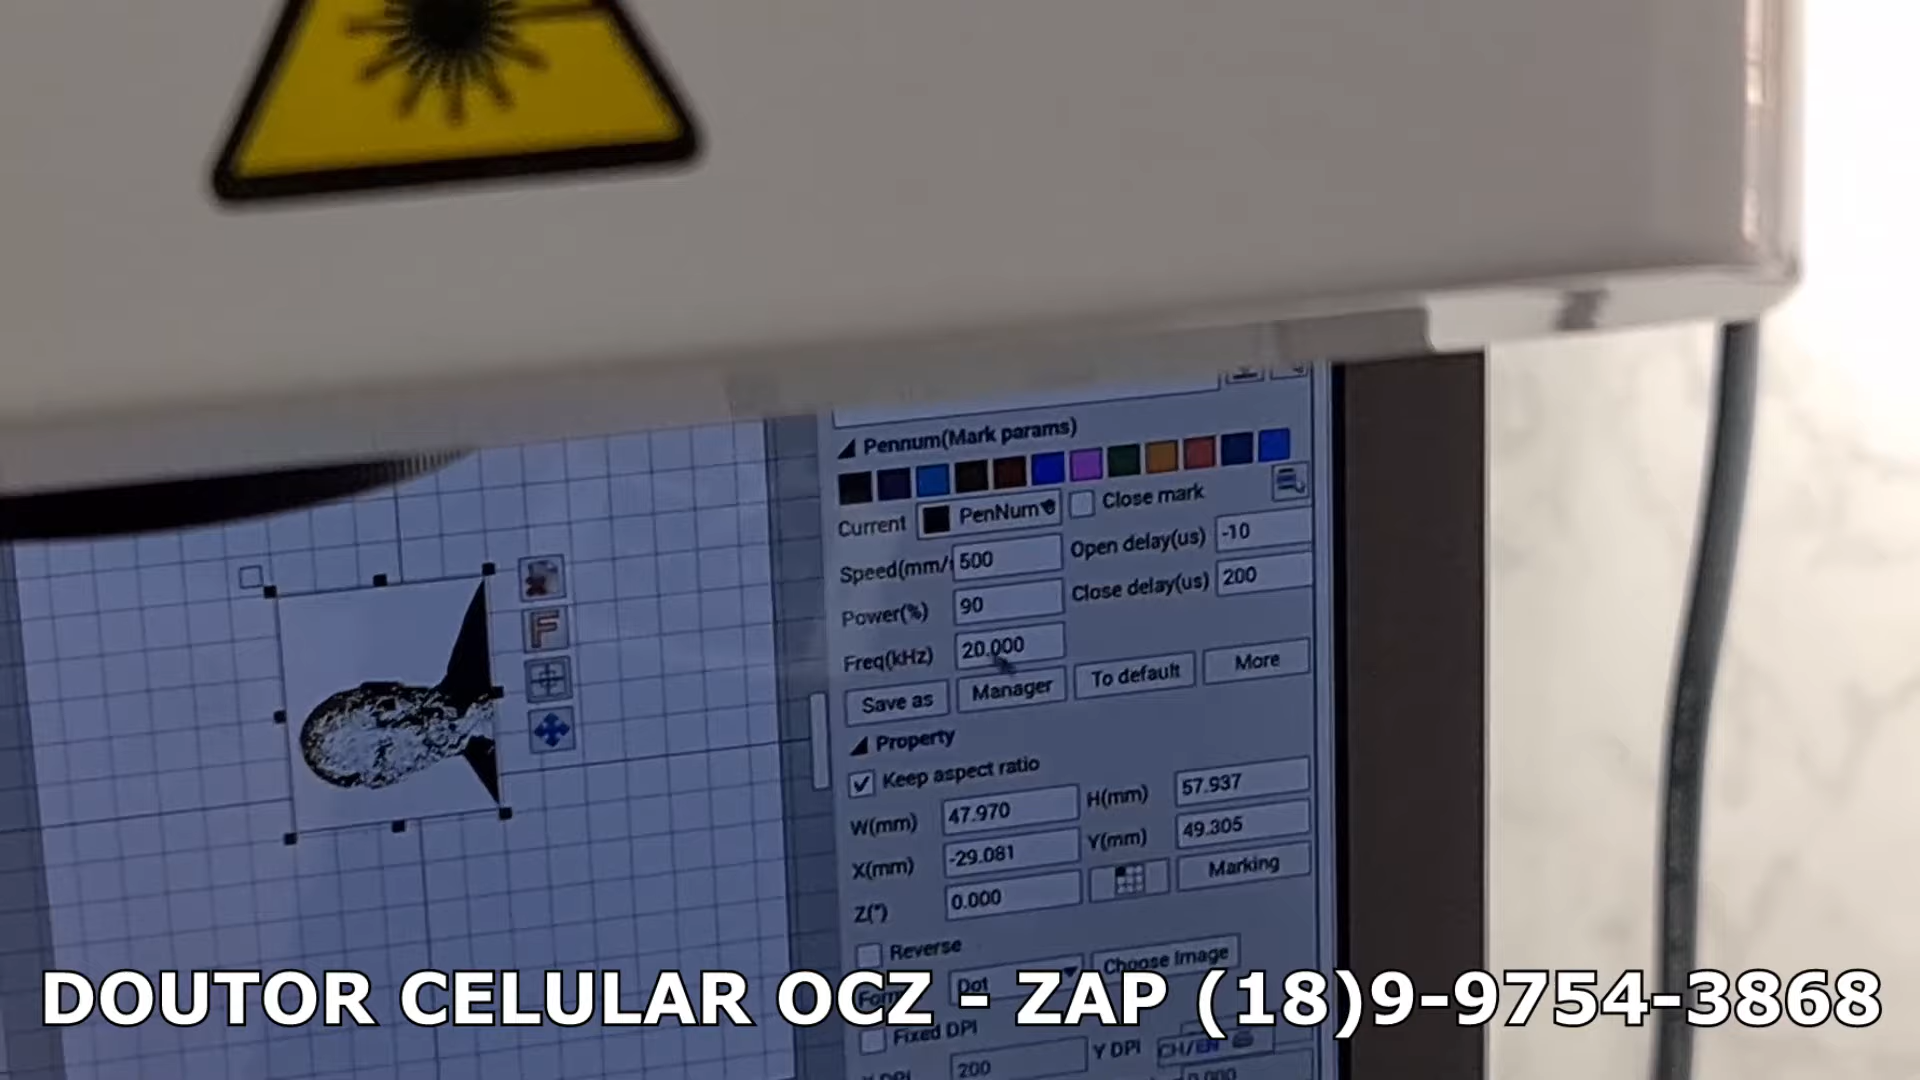 Pennum(Mark params)
Current PenNum Close mark
Speed(mm/ 500 Open delay(us) -10
Power(%) 90 Close delay(us) 200
Freq(kHz) 20.000
Save as Manager To default More
Property
Keep aspect ratio
W(mm) 47.970 H(mm) 57.937
X(mm) -29.081 Y(mm) 49.305
Z(°) 0.000 Marking
Reverse
Dot Choose Image
DOUTOR CELULAR OCZ - ZAP (18)9-9754-3868
Fixed DPI
200 Y DPI CH/EN
F